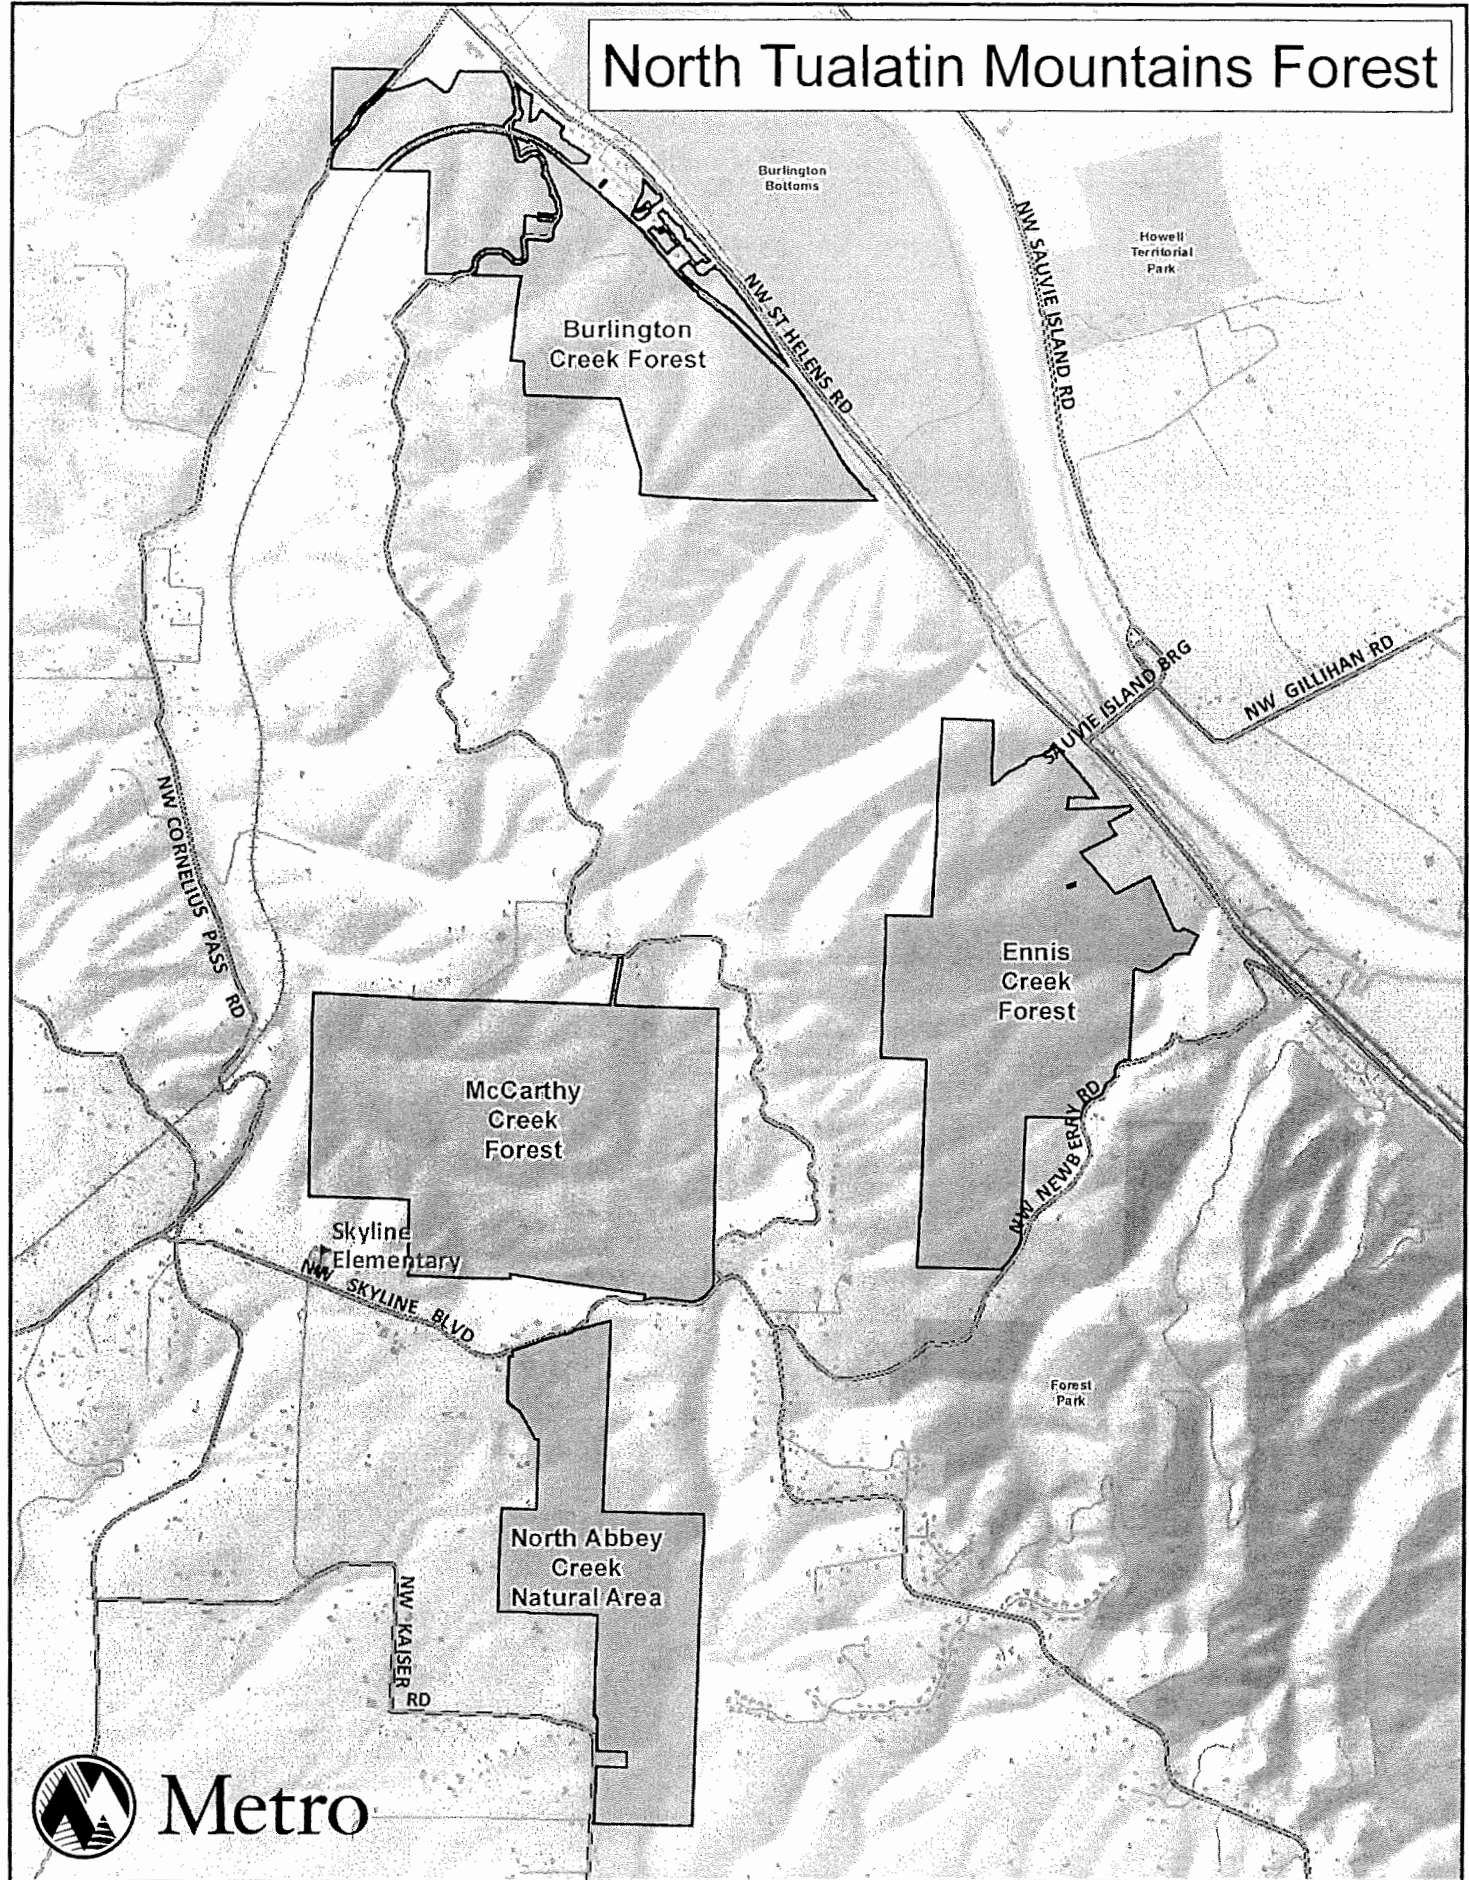 North Tualatin Mountains Forest
Burlington
Bottoms
Howell
Territorial
Park
NW SAUVIE ISLAND RD
NW ST HELENS RD
Burlington
Creek Forest
SAUVIE ISLAND BRG
NW GILLIHAN RD
NW CORNELIUS PASS RD
Ennis
Creek
Forest
McCarthy
Creek
Forest
NW NEWBERRY RD
Skyline
Elementary
NW SKYLINE BLVD
Forest
Park
North Abbey
Creek
Natural Area
NW KAISER
RD
Metro